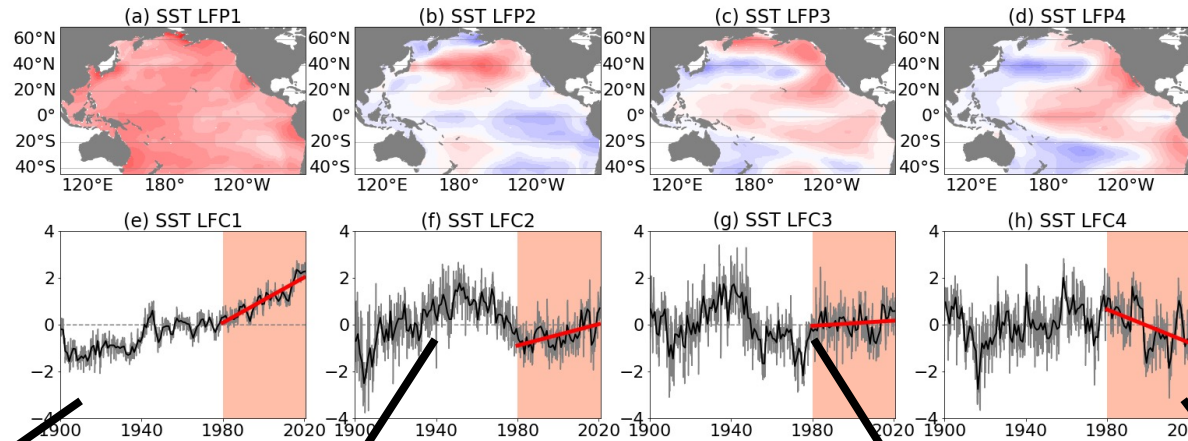 (a) SST LFP1 (b) SST LFP2 (c) SST LFP3 (d) SST LFP4
60°N 60°N 60°N 60°N
40°N 40°N 40°N 40°N
20°N 20°N 20°N 20°N
0° 0° 0° 0°
20°S 20°S 20°S 20°S
40°S 40°S 40°S 40°S
120°E 180° 120°W 120°E 180° 120°W 120°E 180° 120°W 120°E 180° 120°W
(e) SST LFC1 (f) SST LFC2 (g) SST LFC3 (h) SST LFC4
4 4 4 4
2 2 2 2
0 0 0 0
−2 −2 −2 −2
−4 −4 −4 −4
1900 1940 1980 2020 1900 1940 1980 2020 1900 1940 1980 2020 1900 1940 1980